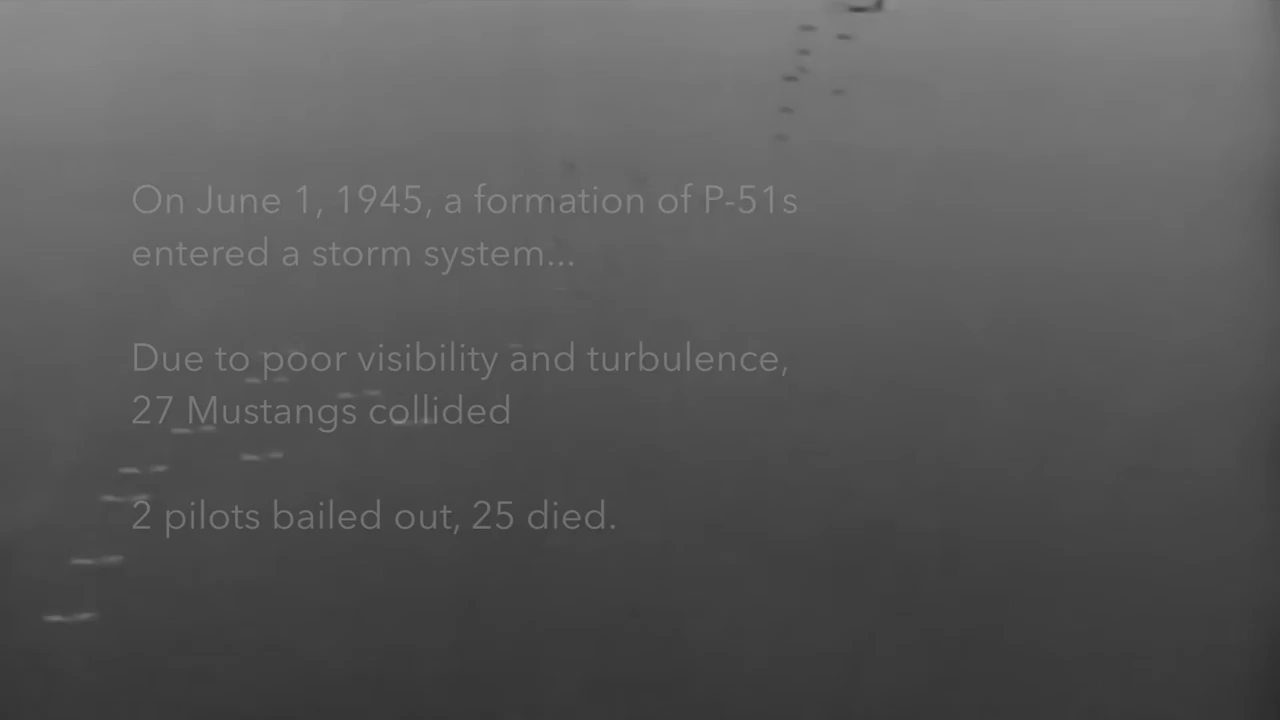 On June 1, 1945, a formation of P-51s
entered a storm system...
Due to poor visibility and turbulence,
27 Mustangs collided
2 pilots bailed out, 25 died.